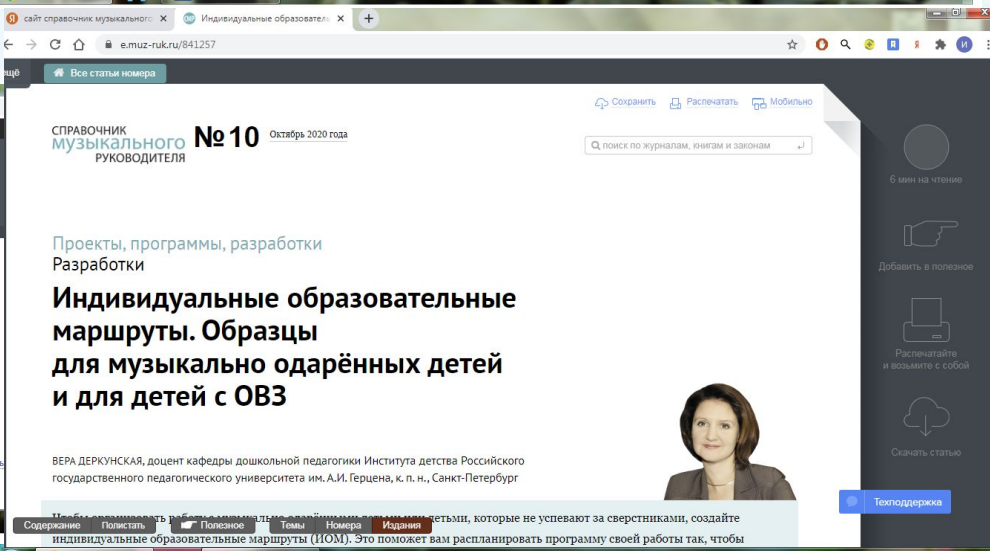 сайт справочник музыкального
Индивидуальные образователь
e.muz-ruk.ru/841257
ещё
Все статьи номера
Сохранить Распечатать Мобильно
СПРАВОЧНИК
МУЗЫКАЛЬНОГО
РУКОВОДИТЕЛЯ
№ 10 Октябрь 2020 года
поиск по журналам, книгам и законам
6 мин на чтение
Проекты, программы, разработки
Разработки
Добавить в полезное
Индивидуальные образовательные
маршруты. Образцы
для музыкально одарённых детей
и для детей с ОВЗ
Распечатайте
и возьмите с собой
ВЕРА ДЕРКУНСКАЯ, доцент кафедры дошкольной педагогики Института детства Российского
государственного педагогического университета им. А.И. Герцена, к. п. н., Санкт-Петербург
Скачать статью
Техподдержка
детьми, которые не успевают за сверстниками, создайте
Содержание Полистать Полезное Темы Номера Издания
индивидуальные образовательные маршруты (ИОМ). Это поможет вам распланировать программу своей работы так, чтобы